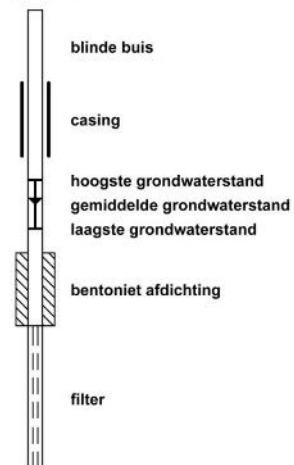 blinde buis
casing
hoogste grondwaterstand
gemiddelde grondwaterstand
laagste grondwaterstand
bentoniet afdichting
filter